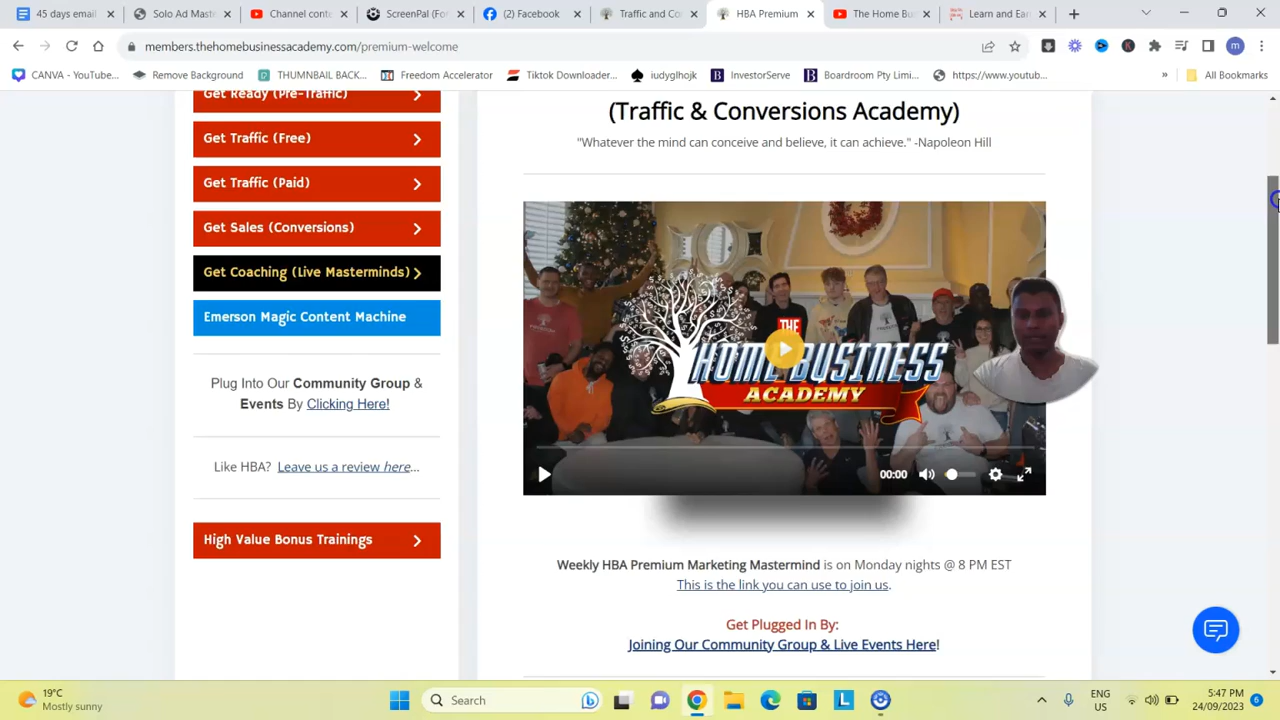 45 days email
Solo Ad Maste
Channel conte
ScreenPal (Fo
(2) Facebook
Traffic and Co
HBA Premium
The Home Bu
Learn and Ear
members.thehomebusinessacademy.com/premium-welcome
CANVA - YouTube...
Remove Background
THUMNBAIL BACK...
Freedom Accelerator
Tiktok Downloader...
iudyglhojk
InvestorServe
Boardroom Pty Limi...
https://www.youtub...
»
All Bookmarks
Get Ready (Pre-Traffic)
Get Traffic (Free)
Get Traffic (Paid)
Get Sales (Conversions)
Get Coaching (Live Masterminds)
Emerson Magic Content Machine
Plug Into Our Community Group &
Events By Clicking Here!
Like HBA? Leave us a review here...
High Value Bonus Trainings
(Traffic & Conversions Academy)
"Whatever the mind can conceive and believe, it can achieve." -Napoleon Hill
THE
HOME BUSINESS
ACADEMY
00:00
Weekly HBA Premium Marketing Mastermind is on Monday nights @ 8 PM EST
This is the link you can use to join us.
Get Plugged In By:
Joining Our Community Group & Live Events Here!
19°C
Mostly sunny
Search
ENG
US
5:47 PM
24/09/2023
6